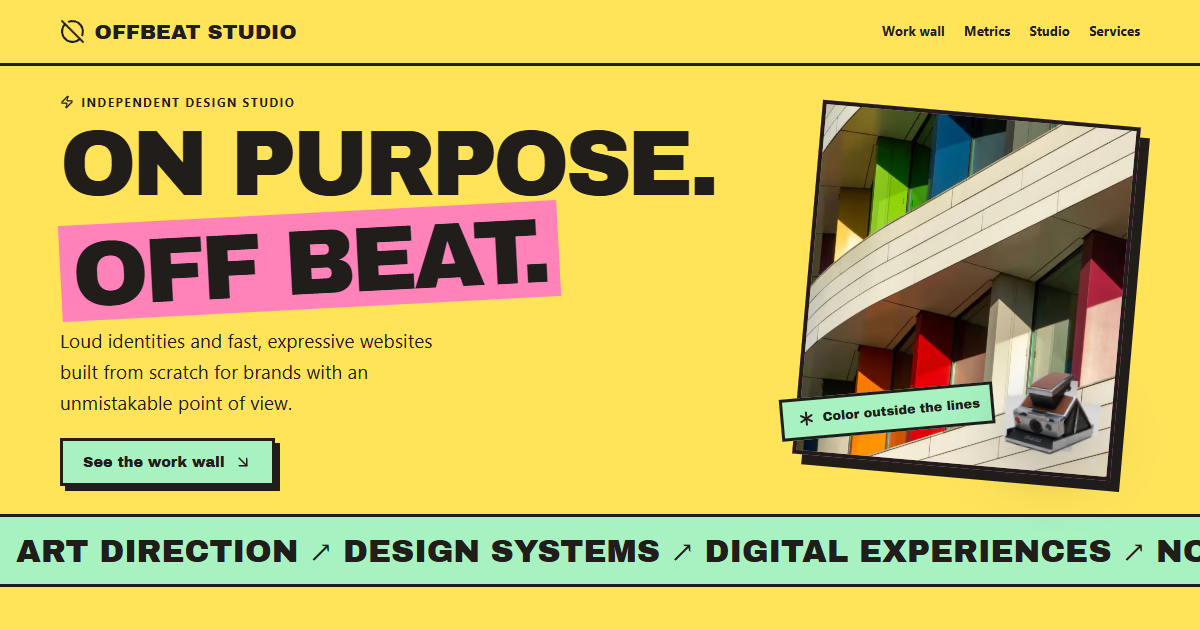 OFFBEAT STUDIO
Work wall Metrics Studio Services
INDEPENDENT DESIGN STUDIO
ON PURPOSE.
OFF BEAT.
Loud identities and fast, expressive websites
built from scratch for brands with an
unmistakable point of view.
Color outside the lines
See the work wall
ART DIRECTION ↗ DESIGN SYSTEMS ↗ DIGITAL EXPERIENCES ↗